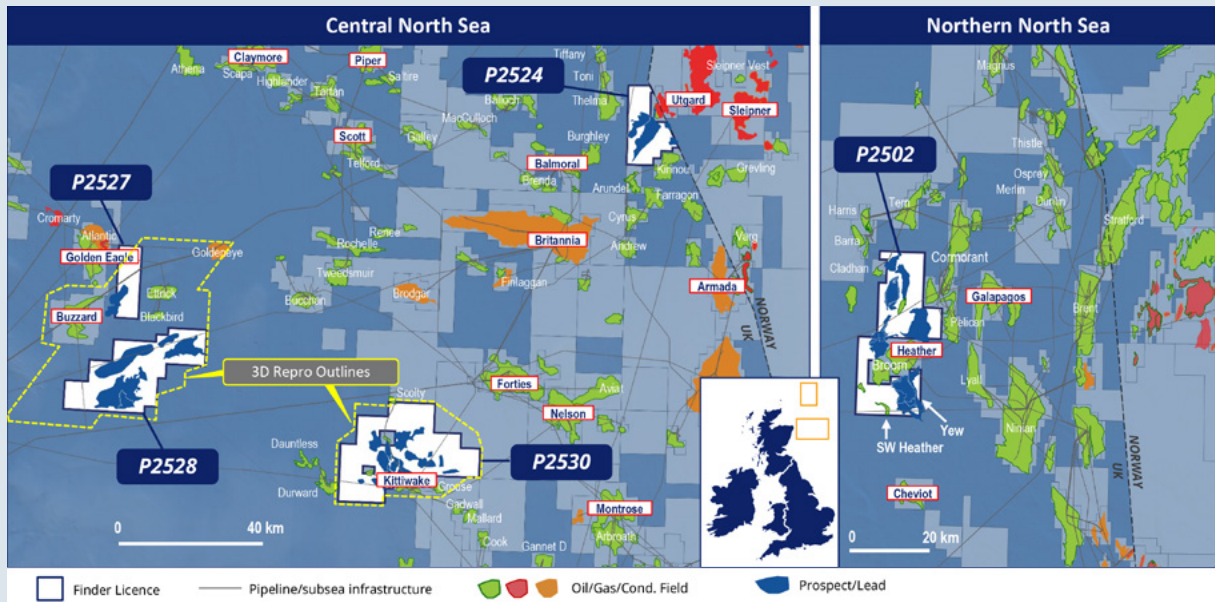 Central North Sea
Northern North Sea
Claymore
Piper
Tiffany
Athena
Scapa
Highlander
Saltire
Tartan
P2524
Toni
Thelma
Sleipner Vest
Utgard
Sleipner
Balloch
MacCulloch
Scott
Galley
Telford
Burghley
Balmoral
Brenda
Kinnou
Grevling
Arundel
Farragon
P2527
Cromarty
Atlantic
Golden Eagle
Goldeneye
Renee
Rochelle
Britannia
Cyrus
Andrew
Varg
Tweedsmuir
Ettrick
Buchan
Brodgar
Finlaggan
Armada
Buzzard
Blackbird
NORWAY
UK
3D Repro Outlines
Scolty
Forties
Aviat
Nelson
P2528
Dauntless
P2530
Kittiwake
Durward
Grouse
Gadwall
Mallard
Montrose
Cook
Arbroath
Gannet D
0
40 km
Magnus
Thistle
P2502
Osprey
Merlin
Dunlin
Tern
Harris
Stratford
Barra
Cladhan
Cormorant
Galapagos
Brent
Pelican
Heather
Broom
Lyall
Yew
Ninian
SW Heather
NORWAY
UK
Cheviot
0
20 km
Finder Licence
Pipeline/subsea infrastructure
Oil/Gas/Cond. Field
Prospect/Lead